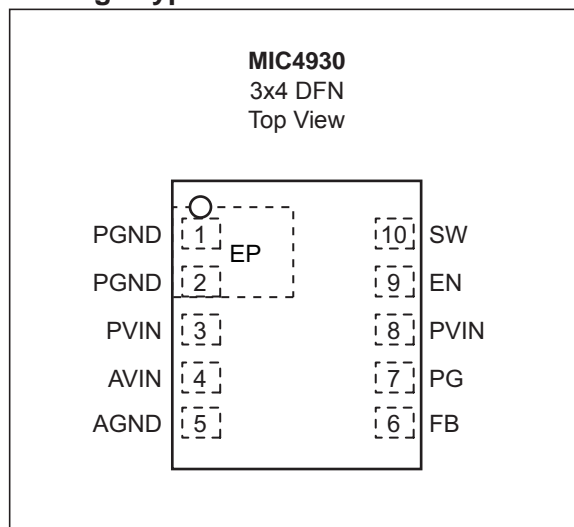 MIC4930
3x4 DFN
Top View
PGND 1 EP 10 SW
PGND 2 9 EN
PVIN 3 8 PVIN
AVIN 4 7 PG
AGND 5 6 FB